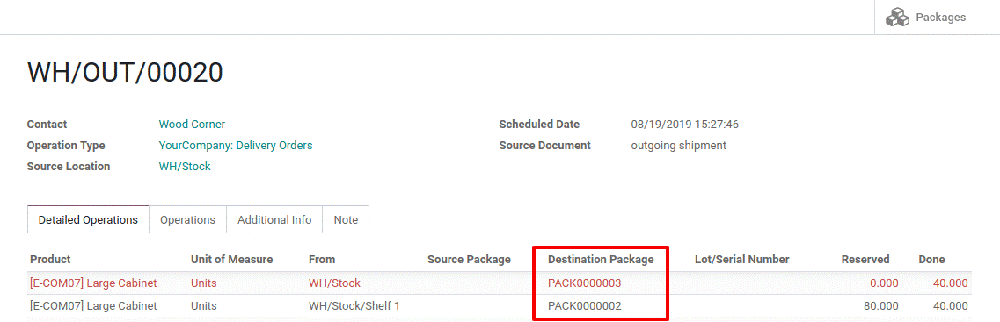 Packages
WH/OUT/00020
Contact Wood Corner Scheduled Date 08/19/2019 15:27:46
Operation Type YourCompany: Delivery Orders Source Document outgoing shipment
Source Location WH/Stock
Detailed Operations Operations Additional Info Note
Product Unit of Measure From Source Package Destination Package Lot/Serial Number Reserved Done
[E-COM07] Large Cabinet Units WH/Stock PACK0000003 0.000 40.000
[E-COM07] Large Cabinet Units WH/Stock/Shelf 1 PACK0000002 80.000 40.000